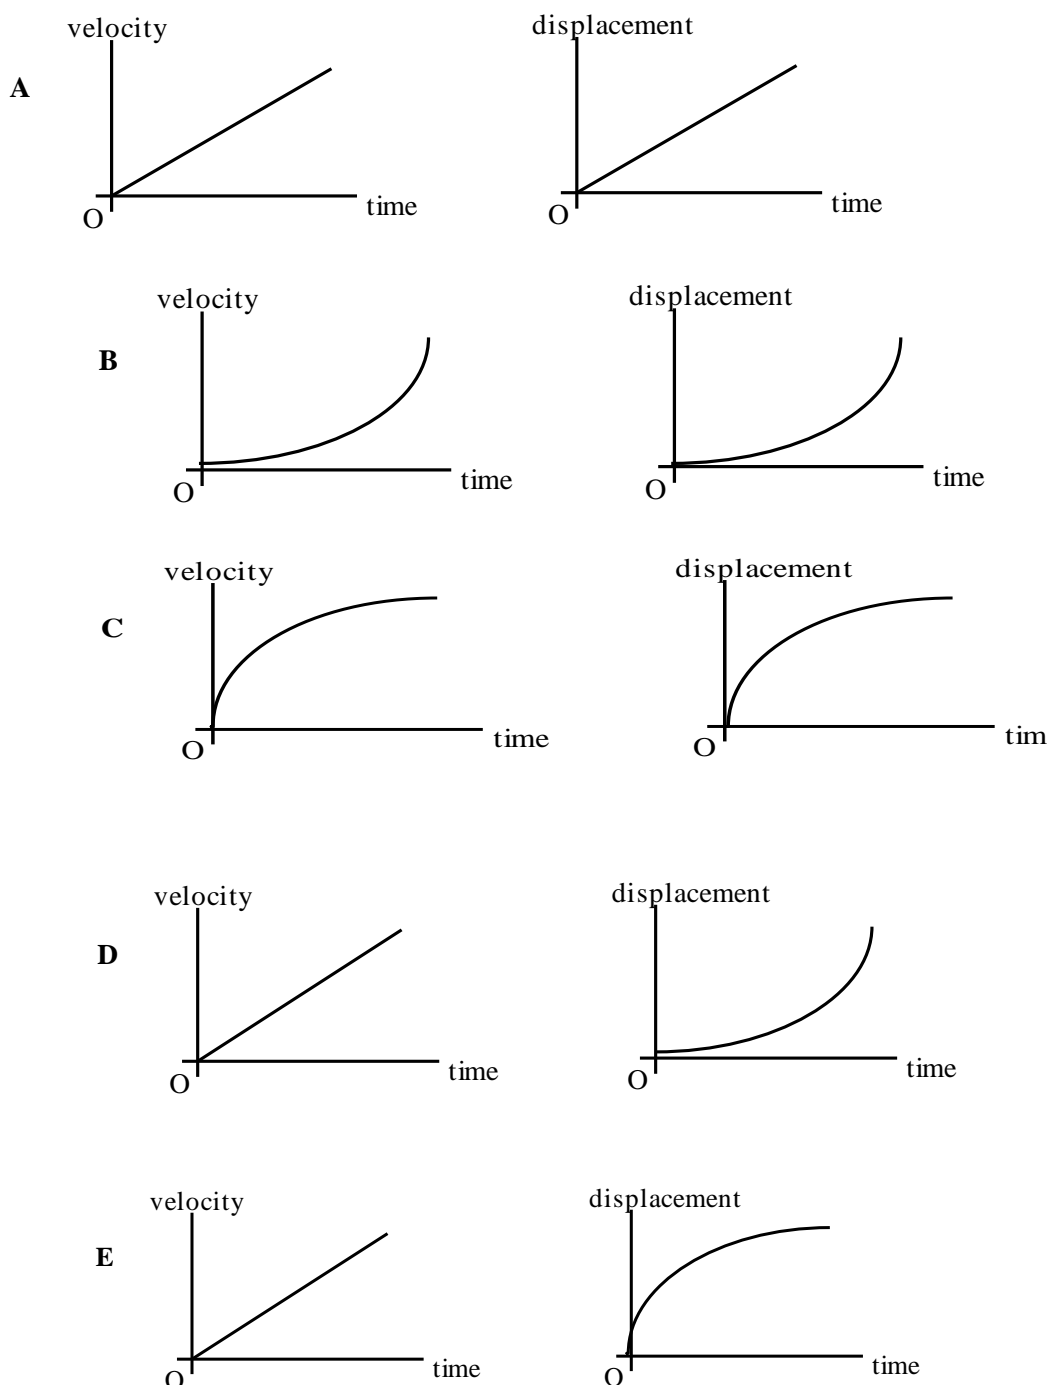 velocity displacement
A
time time
O O
velocity displacement
B
time time
O O
velocity displacement
C
time tim
O O
velocity displacement
D
time time
O O
velocity displacement
E
time time
O O